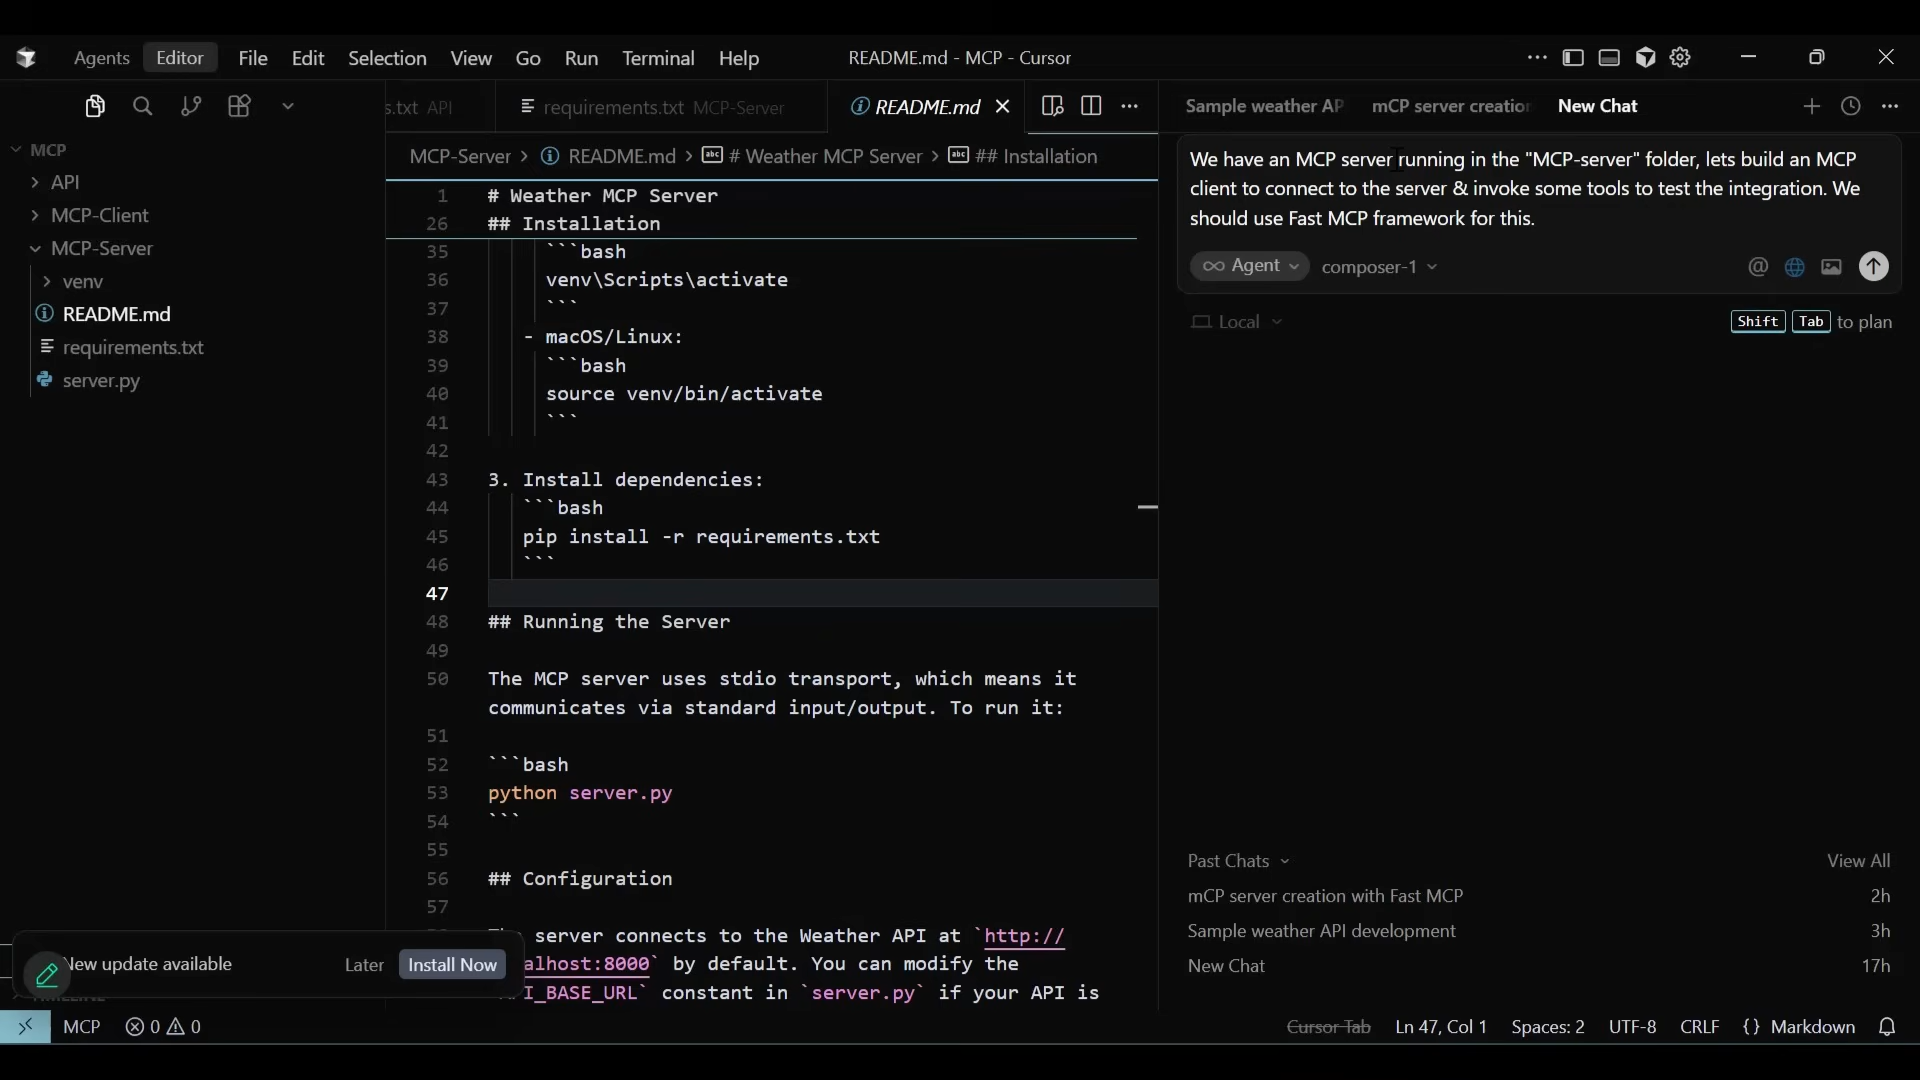 Agents Editor File Edit Selection View Go Run Terminal Help
README.md - MCP - Cursor
s.txt API
requirements.txt MCP-Server
README.md
Sample weather AP
mCP server creation
New Chat
MCP
API
MCP-Client
MCP-Server
venv
README.md
requirements.txt
server.py
MCP-Server > README.md > # Weather MCP Server > ## Installation
1 # Weather MCP Server
26 ## Installation
35 ```bash
36 venv\Scripts\activate
37 ```
38 - macOS/Linux:
39 ```bash
40 source venv/bin/activate
41 ```
42
43 3. Install dependencies:
44 ```bash
45 pip install -r requirements.txt
46 ```
47
48 ## Running the Server
49
50 The MCP server uses stdio transport, which means it
communicates via standard input/output. To run it:
51
52 ```bash
53 python server.py
54 ```
55
56 ## Configuration
57
server connects to the Weather API at `http://
alhost:8000` by default. You can modify the
I_BASE_URL` constant in `server.py` if your API is
We have an MCP server running in the "MCP-server" folder, lets build an MCP
client to connect to the server & invoke some tools to test the integration. We
should use Fast MCP framework for this.
Agent composer-1
Local
Shift Tab to plan
Past Chats View All
mCP server creation with Fast MCP 2h
Sample weather API development 3h
New Chat 17h
New update available Later Install Now
MCP 0 0
Cursor Tab Ln 47, Col 1 Spaces: 2 UTF-8 CRLF {} Markdown